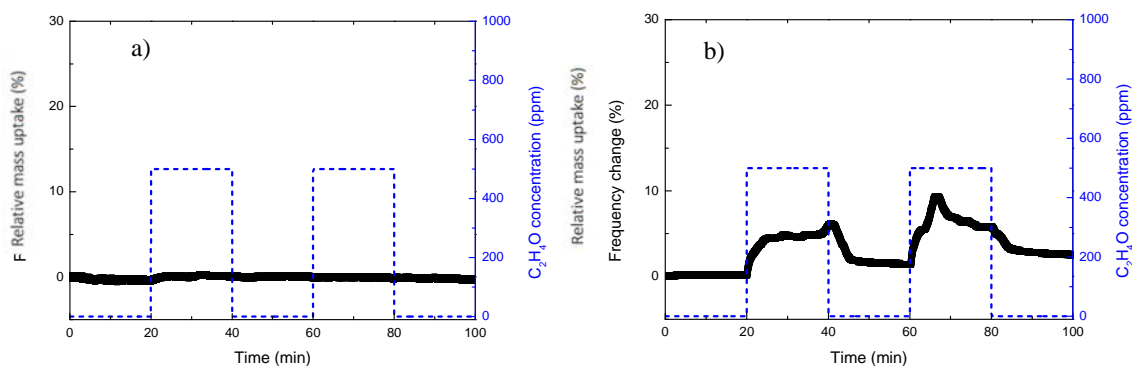 a)
F Relative mass uptake (%)
30
20
10
0
0 20 40 60 80 100
Time (min)
1000
800
600
400
200
0
C₂H₄O concentration (ppm)
b)
Relative mass uptake (%)
Frequency change (%)
30
20
10
0
0 20 40 60 80 100
Time (min)
1000
800
600
400
200
0
C₂H₄O concentration (ppm)